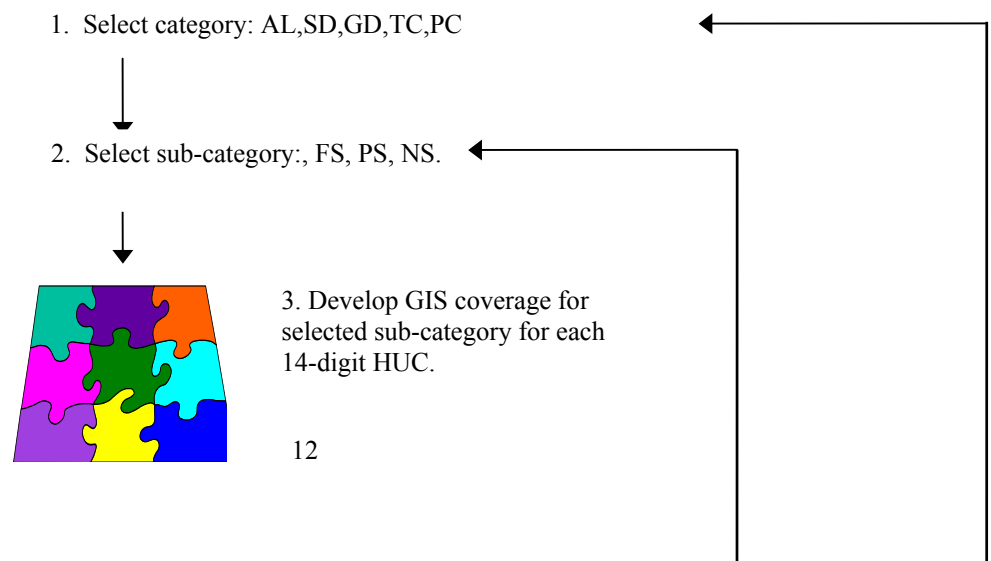 1. Select category: AL,SD,GD,TC,PC
2. Select sub-category:, FS, PS, NS.
3. Develop GIS coverage for
selected sub-category for each
14-digit HUC.
12